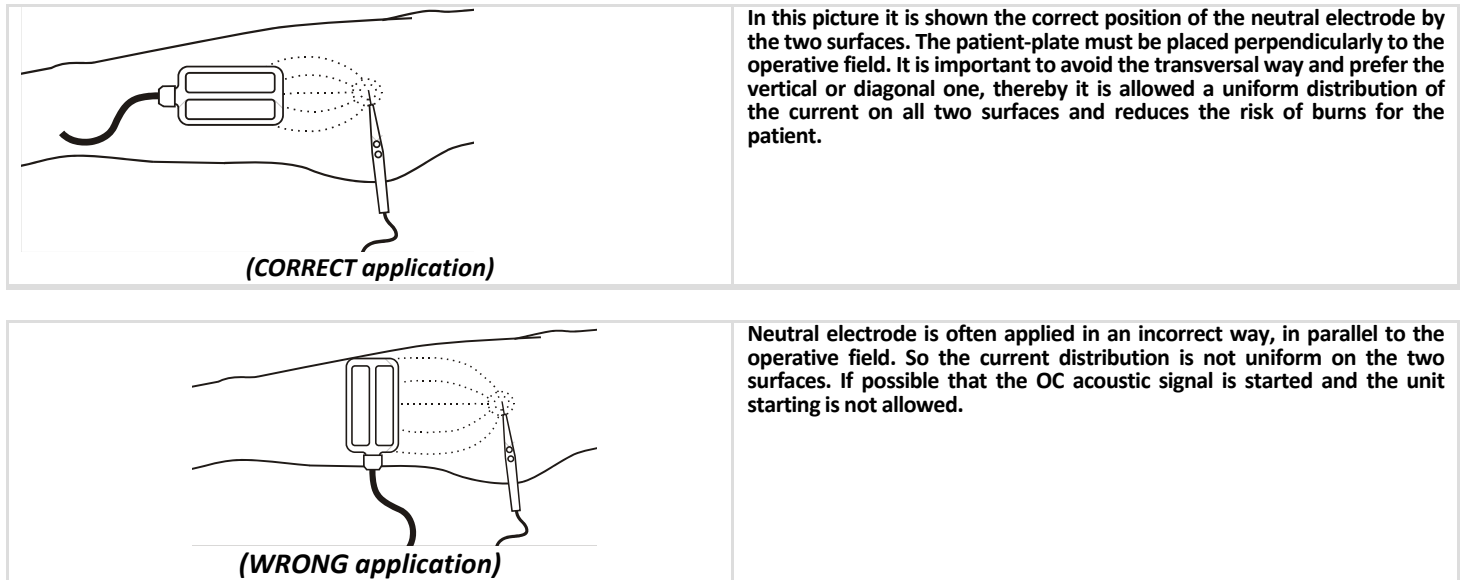 In this picture it is shown the correct position of the neutral electrode by
the two surfaces. The patient-plate must be placed perpendicularly to the
operative field. It is important to avoid the transversal way and prefer the
vertical or diagonal one, thereby it is allowed a uniform distribution of
the current on all two surfaces and reduces the risk of burns for the
patient.
(CORRECT application)
Neutral electrode is often applied in an incorrect way, in parallel to the
operative field. So the current distribution is not uniform on the two
surfaces. If possible that the OC acoustic signal is started and the unit
starting is not allowed.
(WRONG application)